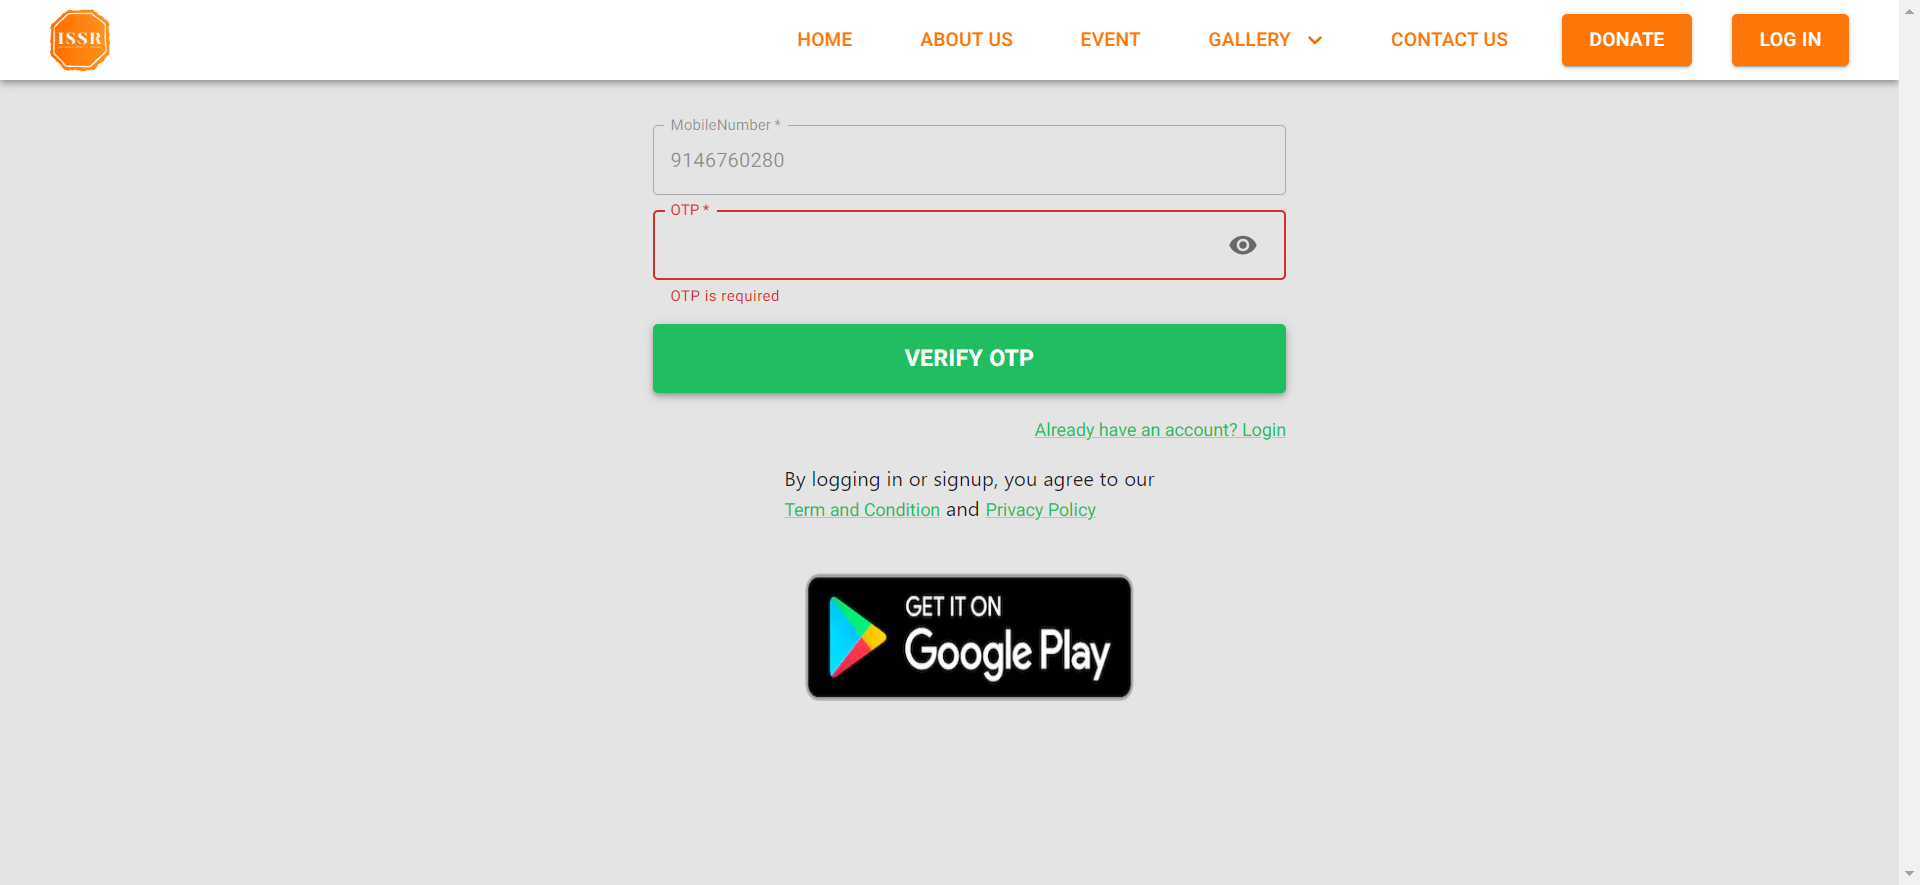 ISSR
HOME ABOUT US EVENT GALLERY CONTACT US DONATE LOG IN
MobileNumber *
9146760280
OTP *
OTP is required
VERIFY OTP
Already have an account? Login
By logging in or signup, you agree to our
Term and Condition and Privacy Policy
GET IT ON
Google Play